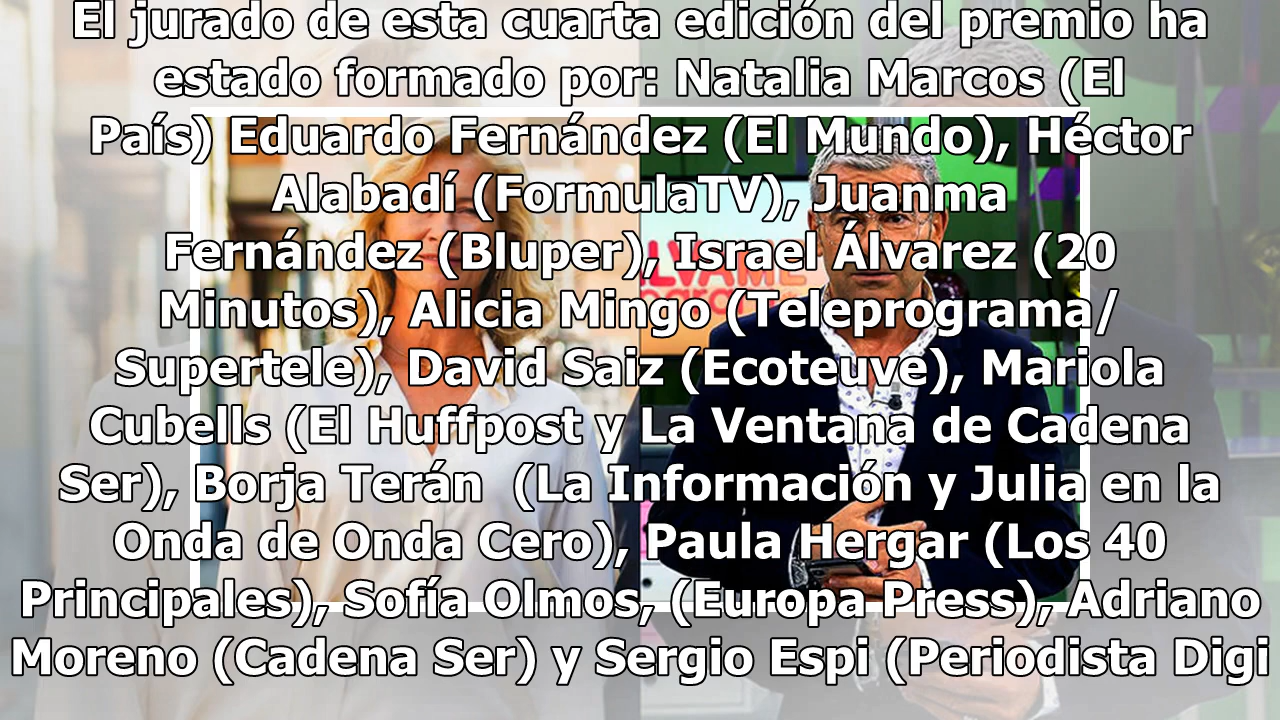 El jurado de esta cuarta edición del premio ha
estado formado por: Natalia Marcos (El
País) Eduardo Fernández (El Mundo), Héctor
Alabadí (FormulaTV), Juanma
Fernández (Bluper), Israel Álvarez (20
Minutos), Alicia Mingo (Teleprograma/
Supertele), David Saiz (Ecoteuve), Mariola
Cubells (El Huffpost y La Ventana de Cadena
Ser), Borja Terán  (La Información y Julia en la
Onda de Onda Cero), Paula Hergar (Los 40
Principales), Sofía Olmos, (Europa Press), Adriano
Moreno (Cadena Ser) y Sergio Espi (Periodista Digi